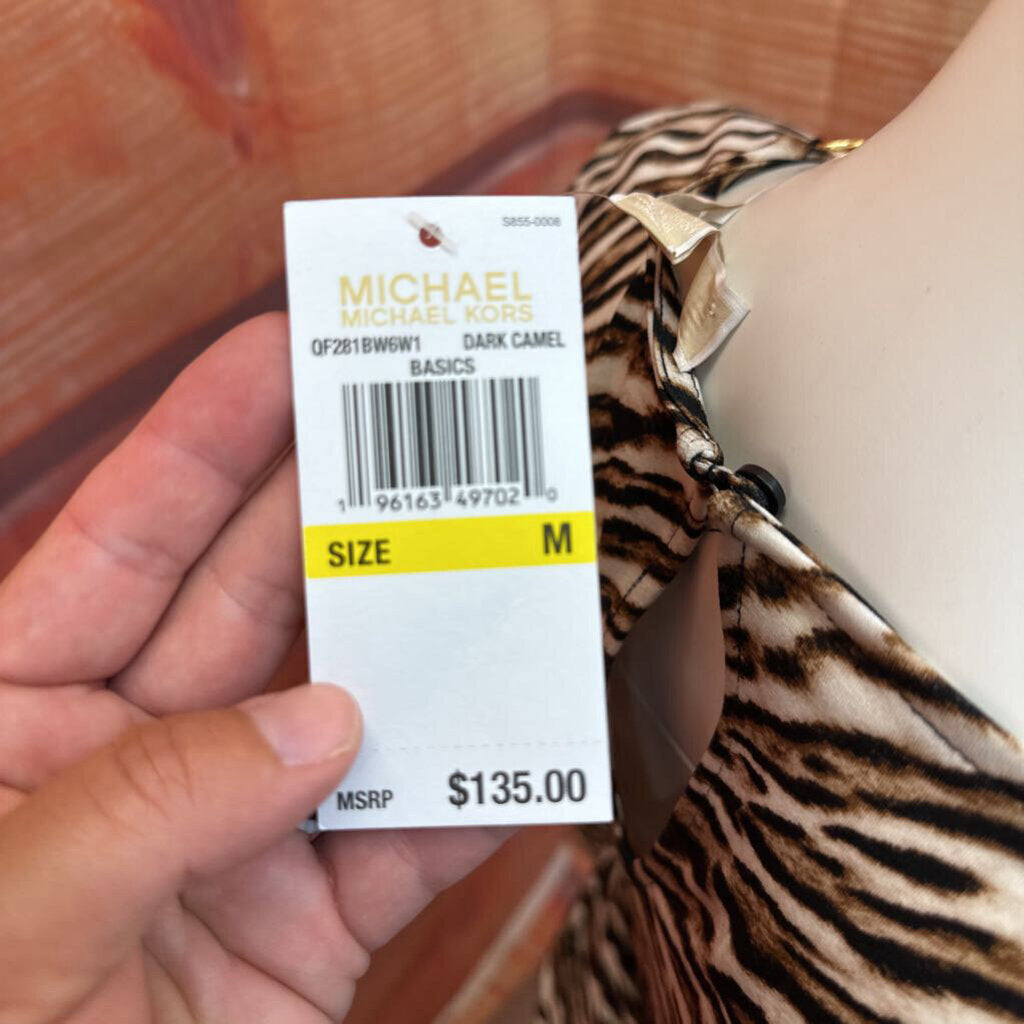 S855-0008
MICHAEL
MICHAEL KORS
QF281BW6W1 DARK CAMEL
BASICS
1 96163 49702 0
SIZE M
MSRP $135.00